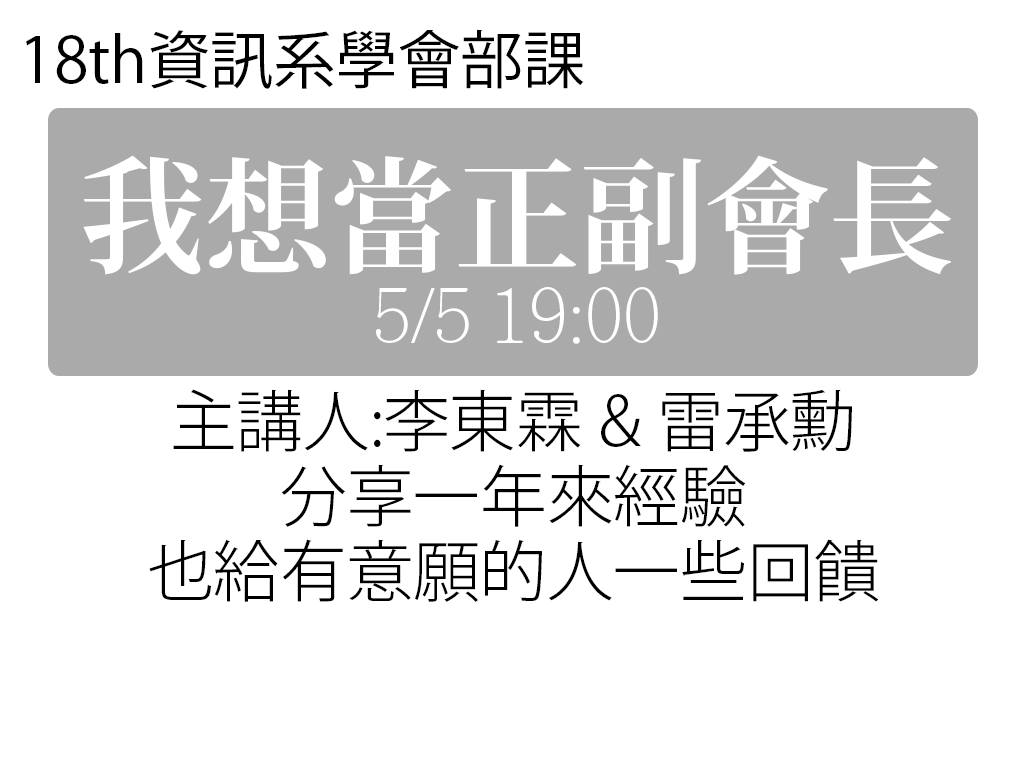 18th資訊系學會部課
我想當正副會長
5/5 19:00
主講人:李東霖 & 雷承勳
分享一年來經驗
也給有意願的人一些回饋